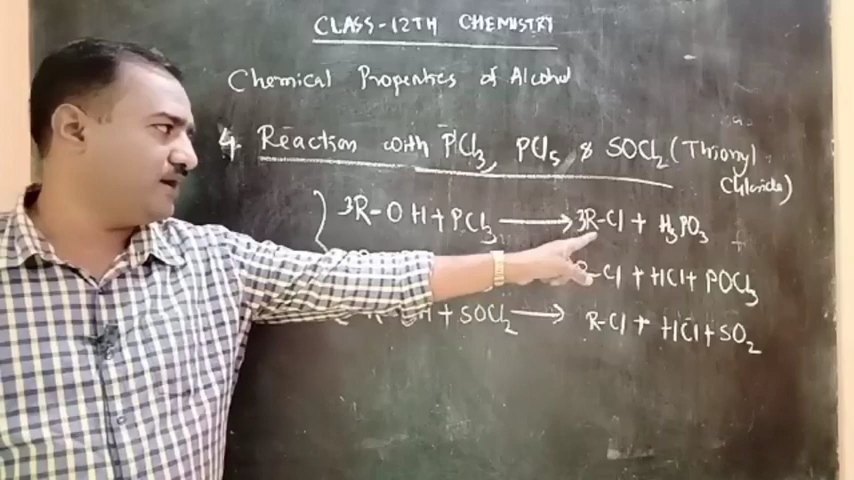 CLASS-12TH CHEMISTRY
Chemical Properties of Alcohol
4. Reaction with PCl3, PCl5 & SOCl2 (Thionyl
Chloride)
3R-OH + PCl3 → 3R-Cl + H3PO3
R-Cl + HCl + POCl3
+ SOCl2 → R-Cl + HCl + SO2